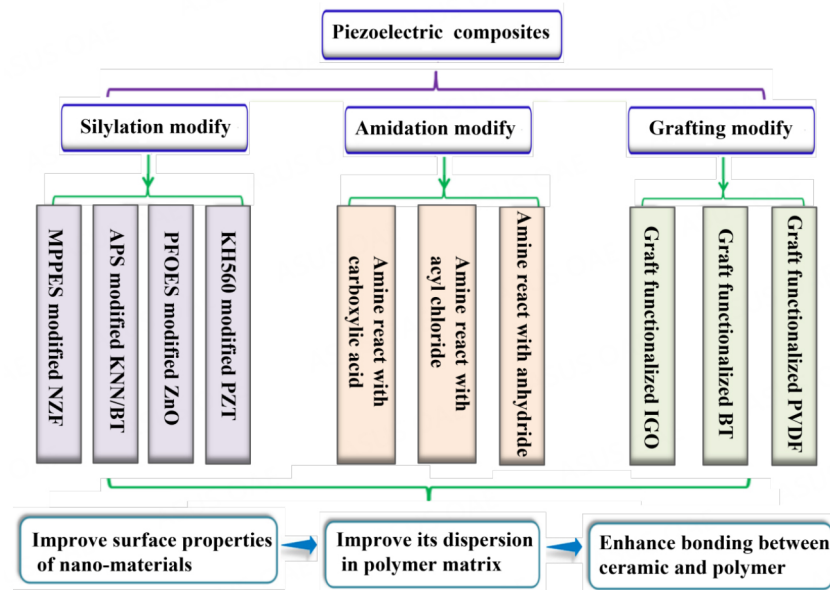 Piezoelectric composites
Silylation modify
Amidation modify
Grafting modify
MPPES modified NZF
APS modified KNN/BT
PFOES modified ZnO
KH560 modified PZT
Amine react with
carboxylic acid
Amine react with
acyl chloride
Amine react with anhydride
Graft functionalized IGO
Graft functionalized BT
Graft functionalized PVDF
Improve surface properties
of nano-materials
Improve its dispersion
in polymer matrix
Enhance bonding between
ceramic and polymer